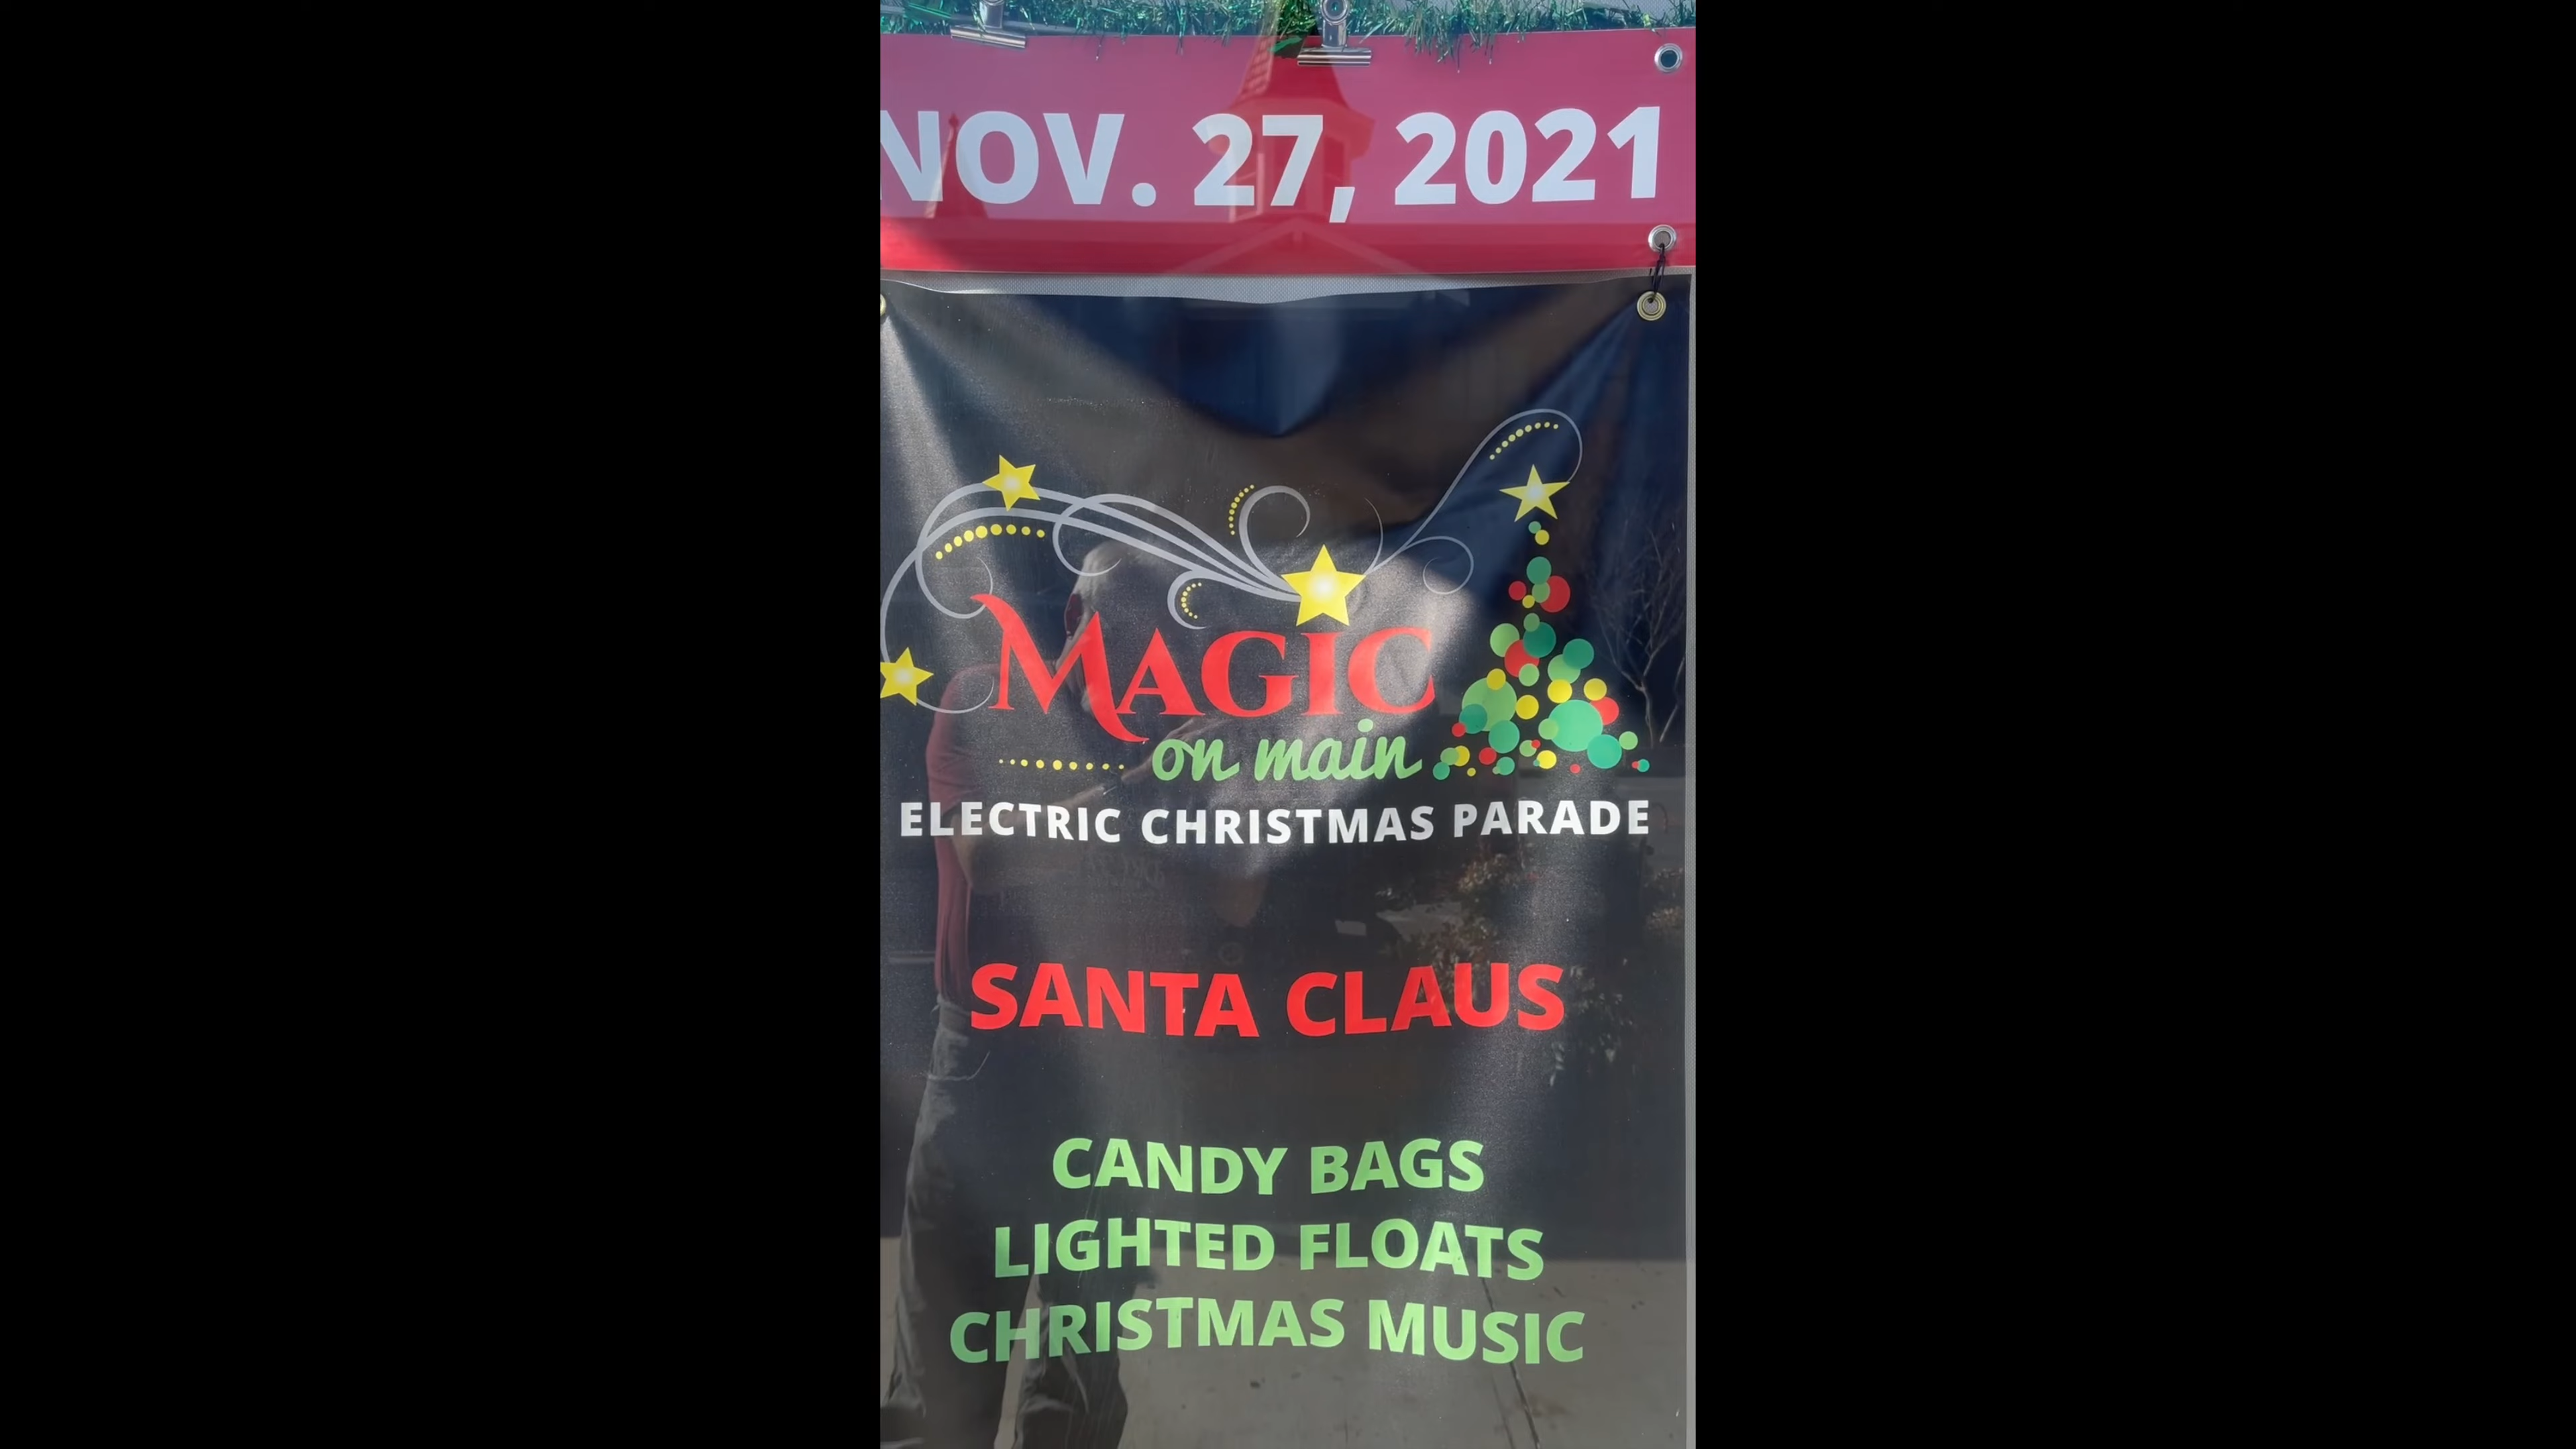 NOV. 27, 2021
MAGIC
on main
ELECTRIC CHRISTMAS PARADE
SANTA CLAUS
CANDY BAGS
LIGHTED FLOATS
CHRISTMAS MUSIC